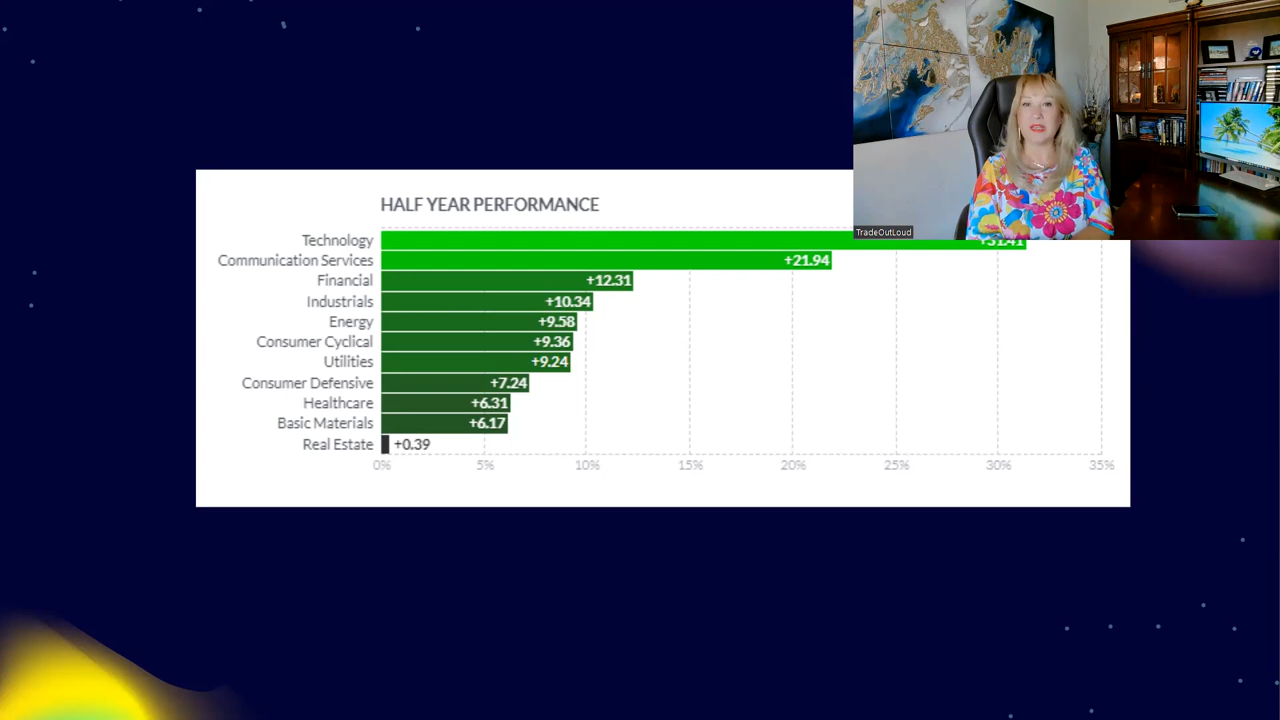 HALF YEAR PERFORMANCE
TradeOutLoud
Technology +31.41
Communication Services +21.94
Financial +12.31
Industrials +10.34
Energy +9.58
Consumer Cyclical +9.36
Utilities +9.24
Consumer Defensive +7.24
Healthcare +6.31
Basic Materials +6.17
Real Estate +0.39
0% 5% 10% 15% 20% 25% 30% 35%